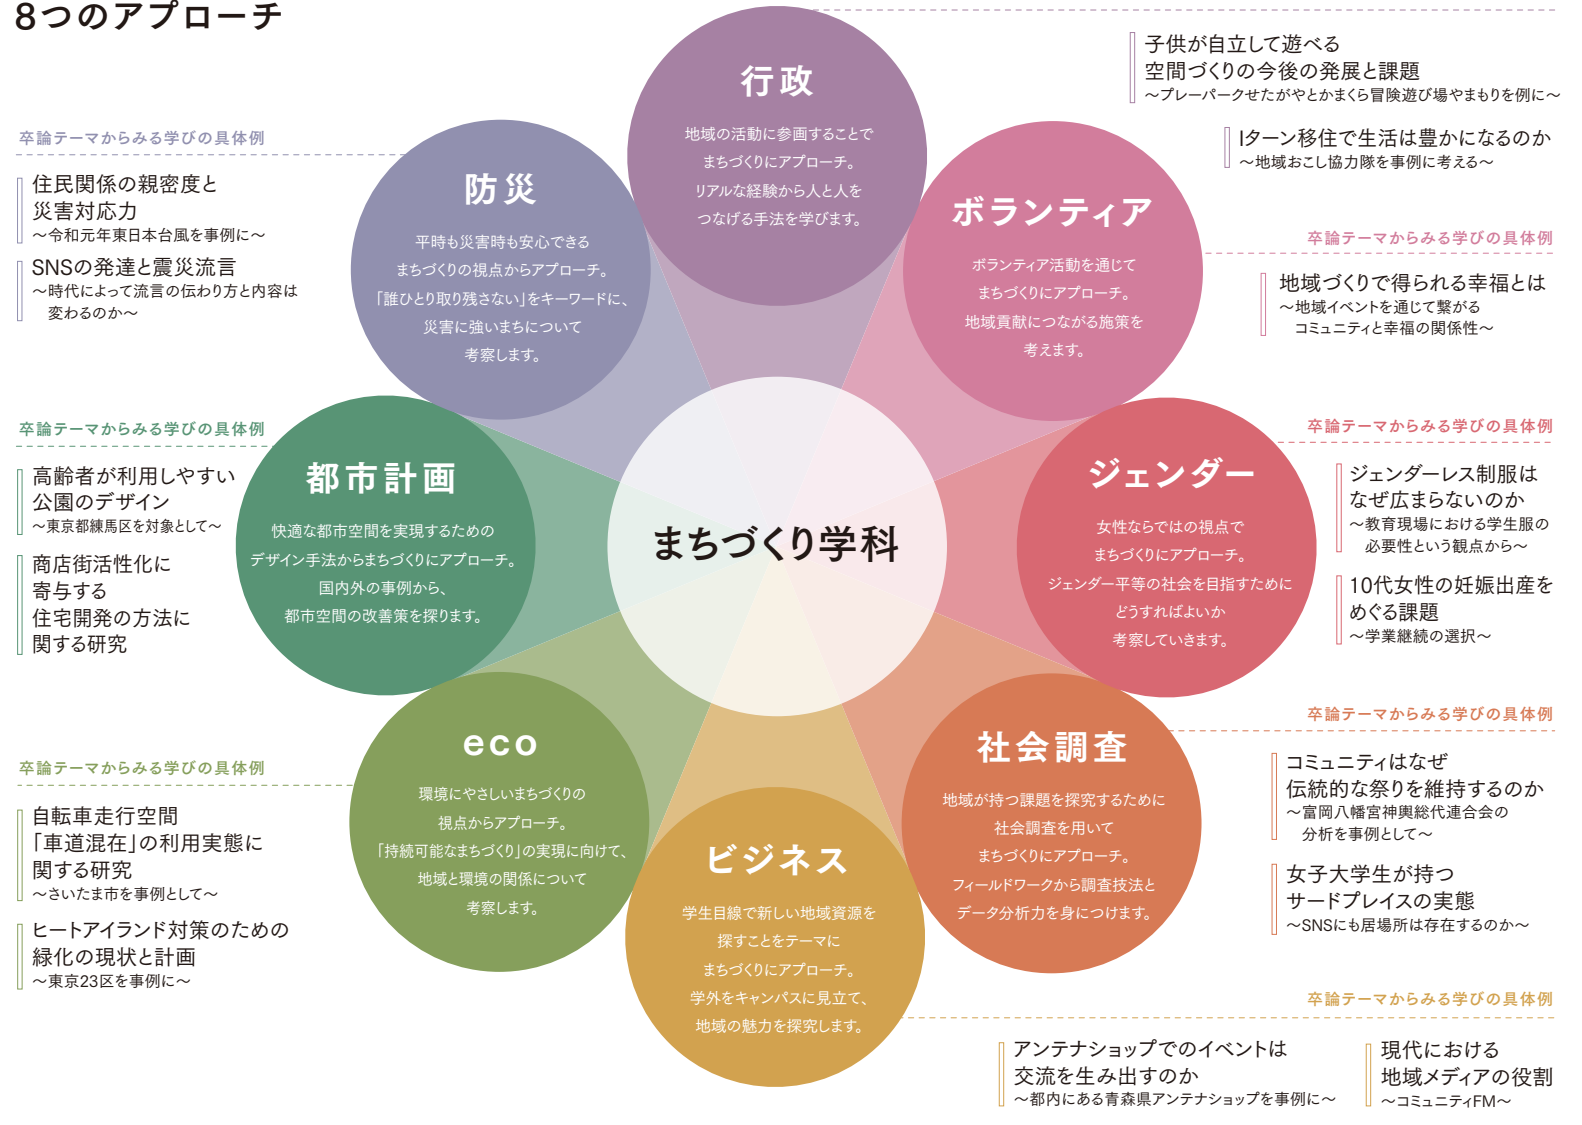 8つのアプローチ
行政
地域の活動に参画することで
まちづくりにアプローチ。
リアルな経験から人と人を
つなげる手法を学びます。
子供が自立して遊べる
空間づくりの今後の発展と課題
～プレーパークせたがやとかまくら冒険遊び場やまもりを例に～
Iターン移住で生活は豊かになるのか
～地域おこし協力隊を事例に考える～
ボランティア
ボランティア活動を通じて
まちづくりにアプローチ。
地域貢献につながる施策を
考えます。
卒論テーマからみる学びの具体例
地域づくりで得られる幸福とは
～地域イベントを通じて繋がる
コミュニティと幸福の関係性～
ジェンダー
女性ならではの視点で
まちづくりにアプローチ。
ジェンダー平等の社会を目指すために
どうすればよいか
考察していきます。
卒論テーマからみる学びの具体例
ジェンダーレス制服は
なぜ広まらないのか
～教育現場における学生服の
必要性という観点から～
10代女性の妊娠出産を
めぐる課題
～学業継続の選択～
社会調査
地域が持つ課題を探究するために
社会調査を用いて
まちづくりにアプローチ。
フィールドワークから調査技法と
データ分析力を身につけます。
卒論テーマからみる学びの具体例
コミュニティはなぜ
伝統的な祭りを維持するのか
～富岡八幡宮神輿総代連合会の
分析を事例として～
女子大学生が持つ
サードプレイスの実態
～SNSにも居場所は存在するのか～
ビジネス
学生目線で新しい地域資源を
探すことをテーマに
まちづくりにアプローチ。
学外をキャンパスに見立て、
地域の魅力を探究します。
卒論テーマからみる学びの具体例
アンテナショップでのイベントは
交流を生み出すのか
～都内にある青森県アンテナショップを事例に～
現代における
地域メディアの役割
～コミュニティFM～
eco
環境にやさしいまちづくりの
視点からアプローチ。
「持続可能なまちづくり」の実現に向けて、
地域と環境の関係について
考察します。
卒論テーマからみる学びの具体例
自転車走行空間
「車道混在」の利用実態に
関する研究
～さいたま市を事例として～
ヒートアイランド対策のための
緑化の現状と計画
～東京23区を事例に～
都市計画
快適な都市空間を実現するための
デザイン手法からまちづくりにアプローチ。
国内外の事例から、
都市空間の改善策を探ります。
卒論テーマからみる学びの具体例
高齢者が利用しやすい
公園のデザイン
～東京都練馬区を対象として～
商店街活性化に
寄与する
住宅開発の方法に
関する研究
防災
平時も災害時も安心できる
まちづくりの視点からアプローチ。
「誰ひとり取り残さない」をキーワードに、
災害に強いまちについて
考察します。
卒論テーマからみる学びの具体例
住民関係の親密度と
災害対応力
～令和元年東日本台風を事例に～
SNSの発達と震災流言
～時代によって流言の伝わり方と内容は
変わるのか～
まちづくり学科